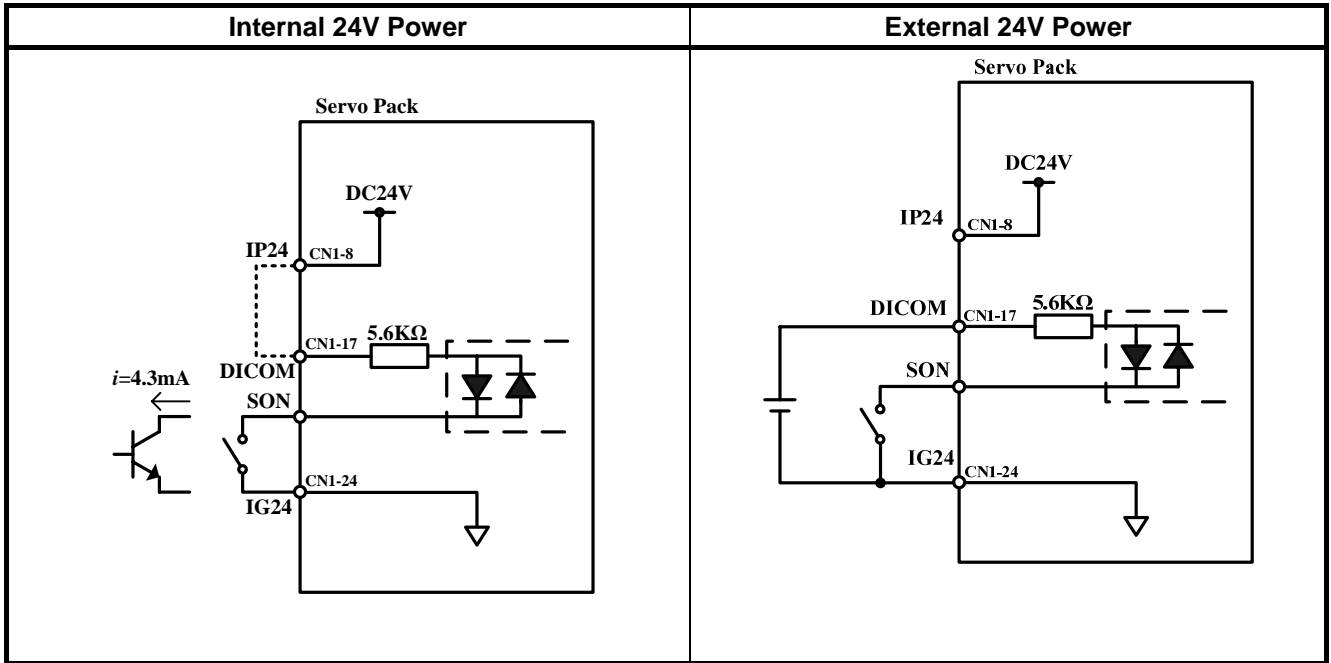 Internal 24V Power
External 24V Power
Servo Pack
DC24V
IP24
CN1-8
CN1-17
5.6KΩ
DICOM
i=4.3mA
SON
CN1-24
IG24
Servo Pack
DC24V
IP24
CN1-8
DICOM
CN1-17
5.6KΩ
SON
IG24
CN1-24